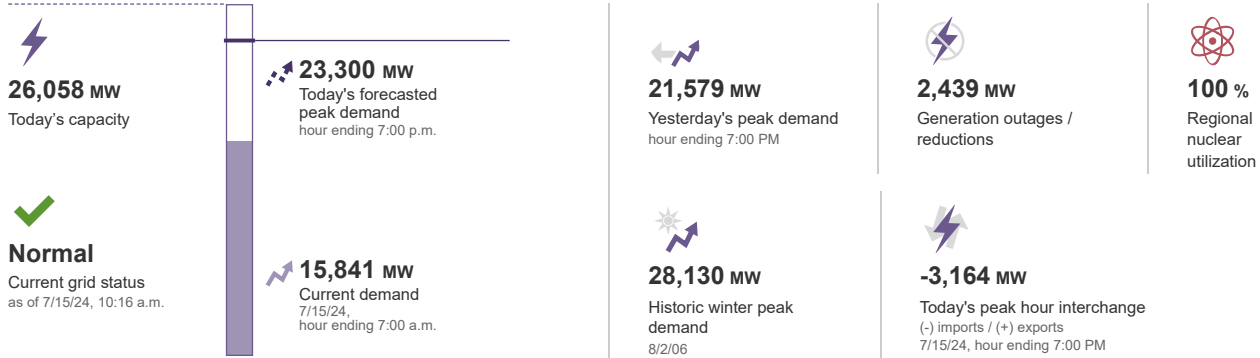 26,058 MW
Today's capacity
Normal
Current grid status
as of 7/15/24, 10:16 a.m.
23,300 MW
Today's forecasted
peak demand
hour ending 7:00 p.m.
15,841 MW
Current demand
7/15/24,
hour ending 7:00 a.m.
21,579 MW
Yesterday's peak demand
hour ending 7:00 PM
2,439 MW
Generation outages /
reductions
100 %
Regional
nuclear
utilization
28,130 MW
Historic winter peak
demand
8/2/06
-3,164 MW
Today's peak hour interchange
(-) imports / (+) exports
7/15/24, hour ending 7:00 PM